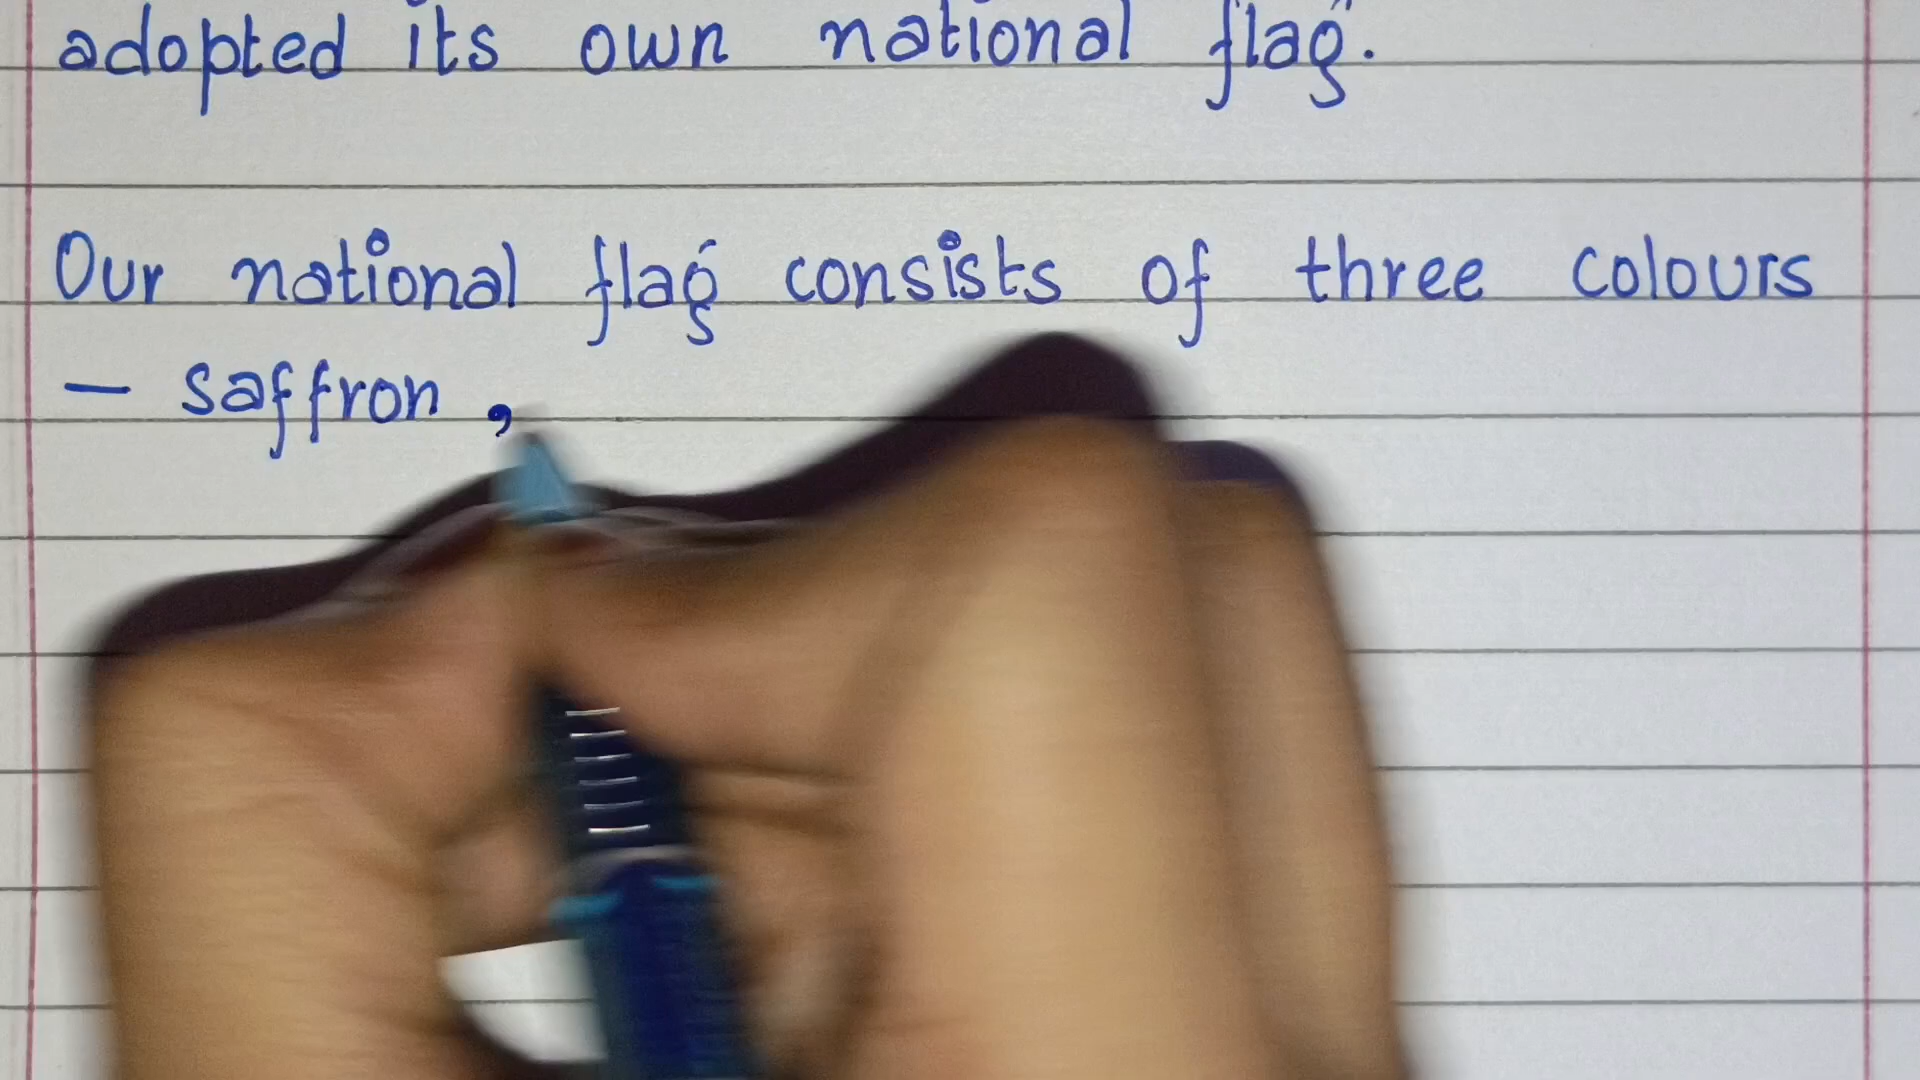 adopted its own national flag.
Our national flag consists of three colours
- saffron ,